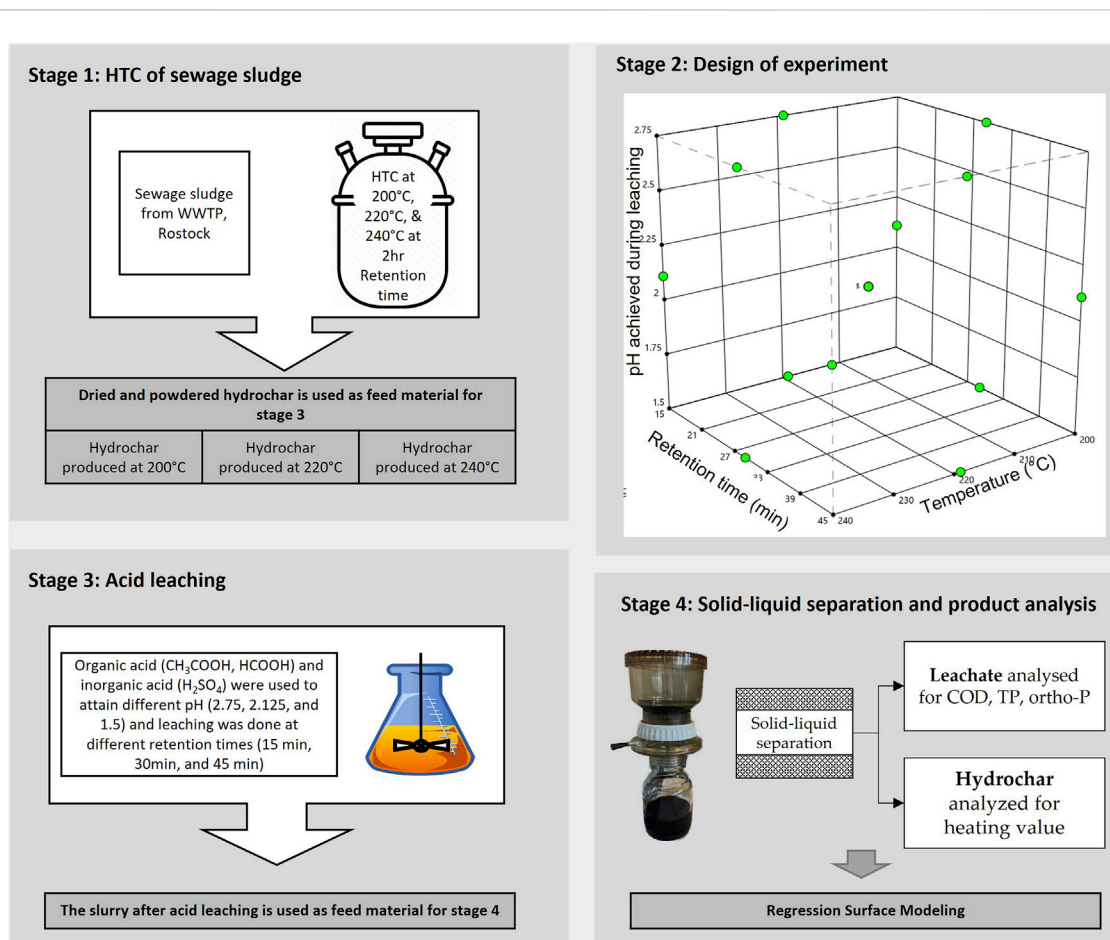 Stage 1: HTC of sewage sludge
Sewage sludge
from WWTP,
Rostock
HTC at
200°C,
220°C, &
240°C at
2hr
Retention
time
Dried and powdered hydrochar is used as feed material for
stage 3
Hydrochar
produced at 200°C
Hydrochar
produced at 220°C
Hydrochar
produced at 240°C
Stage 2: Design of experiment
pH achieved during leaching
2.75
2.5
2.25
2
1.75
1.5
5
Retention time (min)
15
21
27
33
39
45
Temperature (°C)
240
230
220
210
200
Stage 3: Acid leaching
Organic acid (CH₃COOH, HCOOH) and
inorganic acid (H₂SO₄) were used to
attain different pH (2.75, 2.125, and
1.5) and leaching was done at
different retention times (15 min,
30min, and 45 min)
The slurry after acid leaching is used as feed material for stage 4
Stage 4: Solid-liquid separation and product analysis
Solid-liquid
separation
Leachate analysed
for COD, TP, ortho-P
Hydrochar
analyzed for
heating value
Regression Surface Modeling